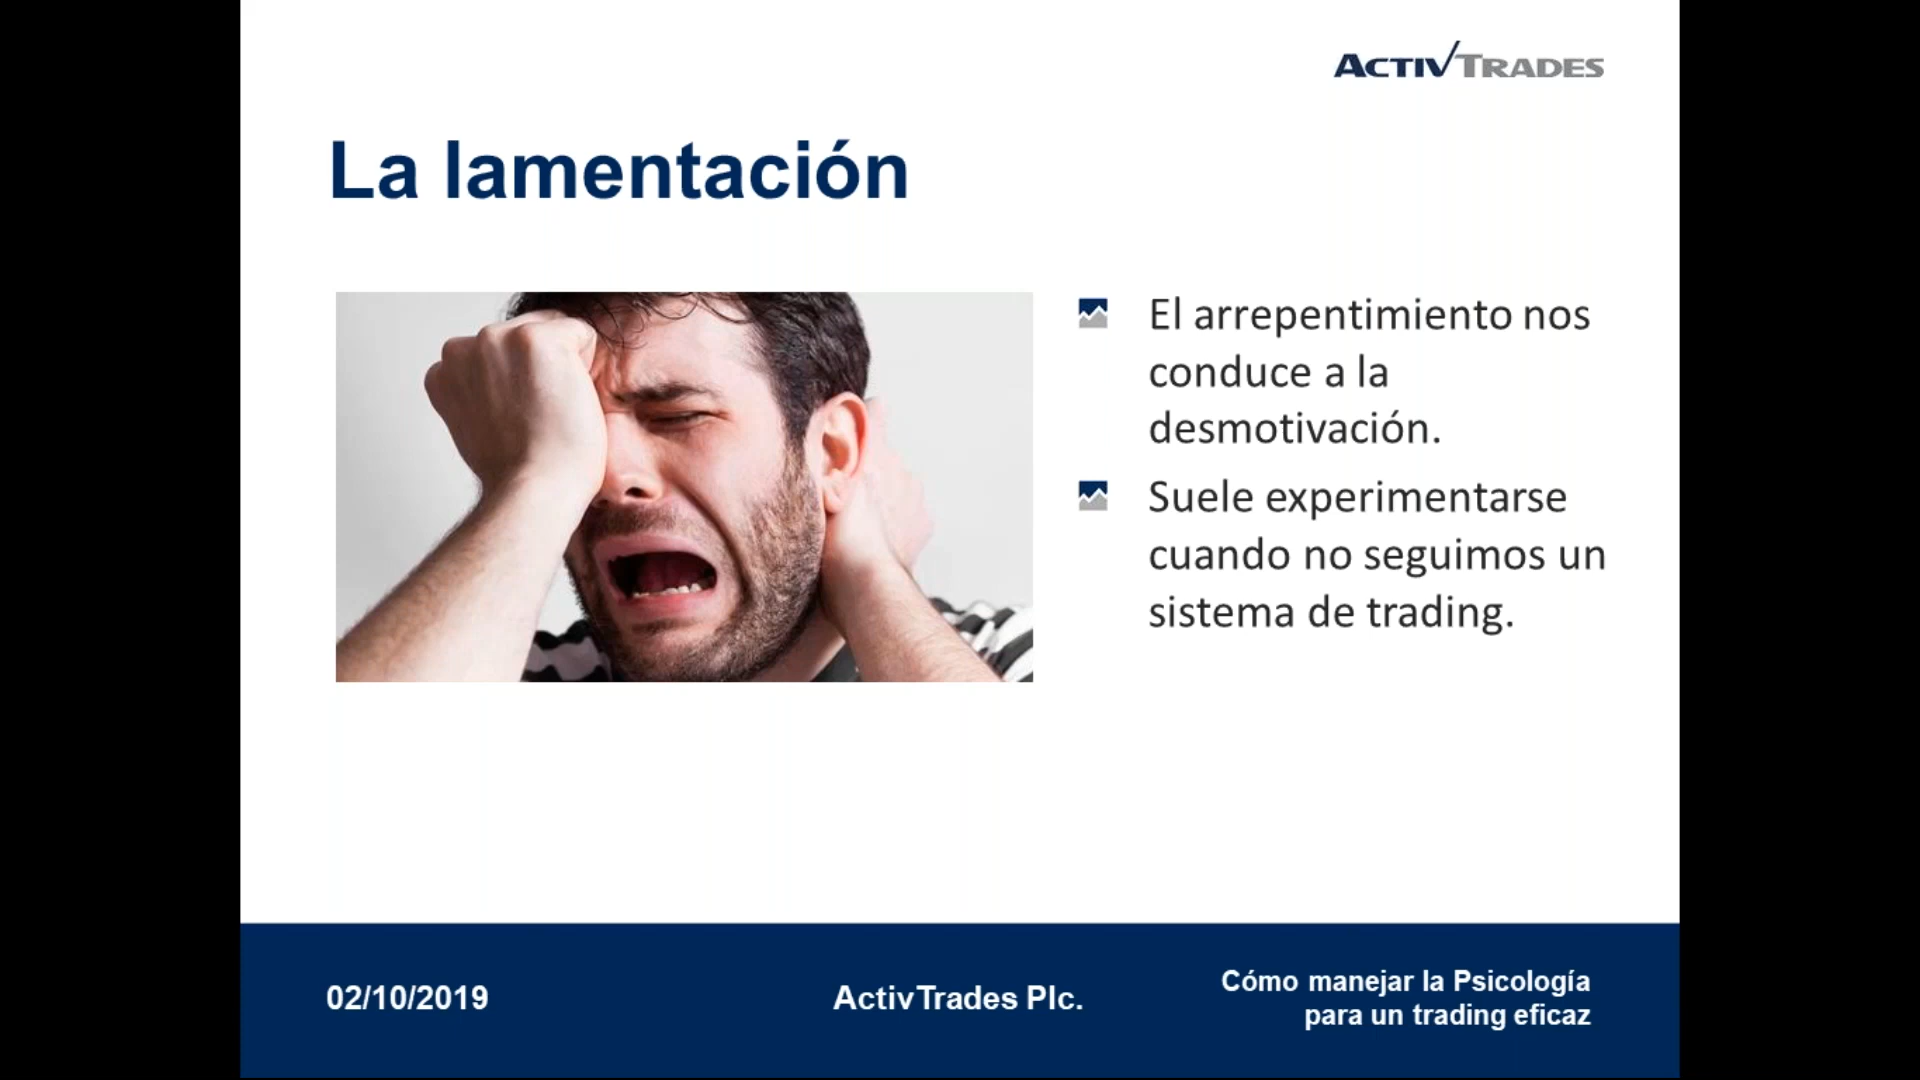 ACTIVTRADES
La lamentación
El arrepentimiento nos
conduce a la
desmotivación.
Suele experimentarse
cuando no seguimos un
sistema de trading.
02/10/2019
ActivTrades Plc.
Cómo manejar la Psicología
para un trading eficaz